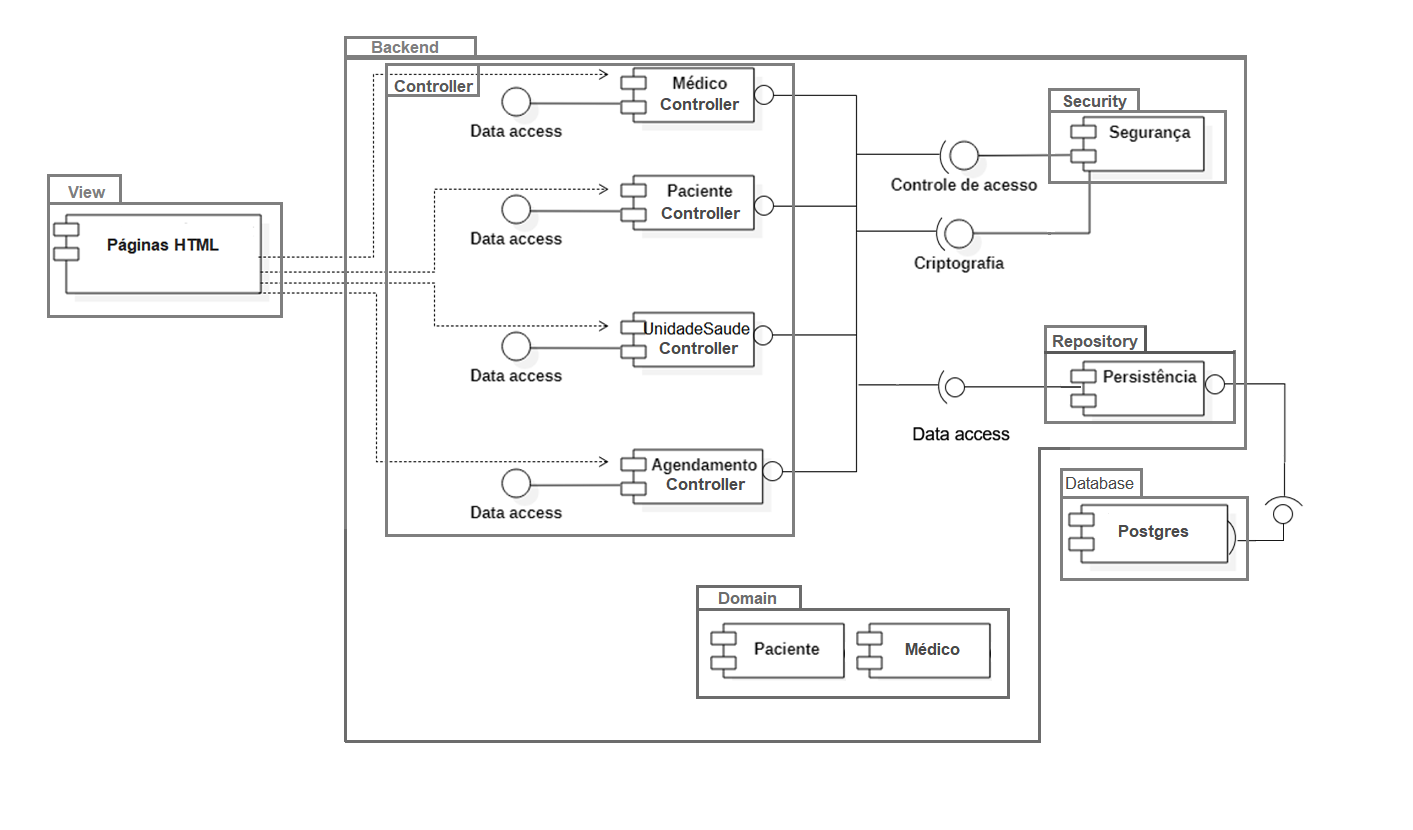 Backend
Controller
Médico
Controller
Data access
Security
Segurança
Controle de acesso
View
Páginas HTML
Paciente
Controller
Data access
Criptografia
UnidadeSaude
Controller
Data access
Repository
Persistência
Data access
Agendamento
Controller
Data access
Database
Postgres
Domain
Paciente
Médico